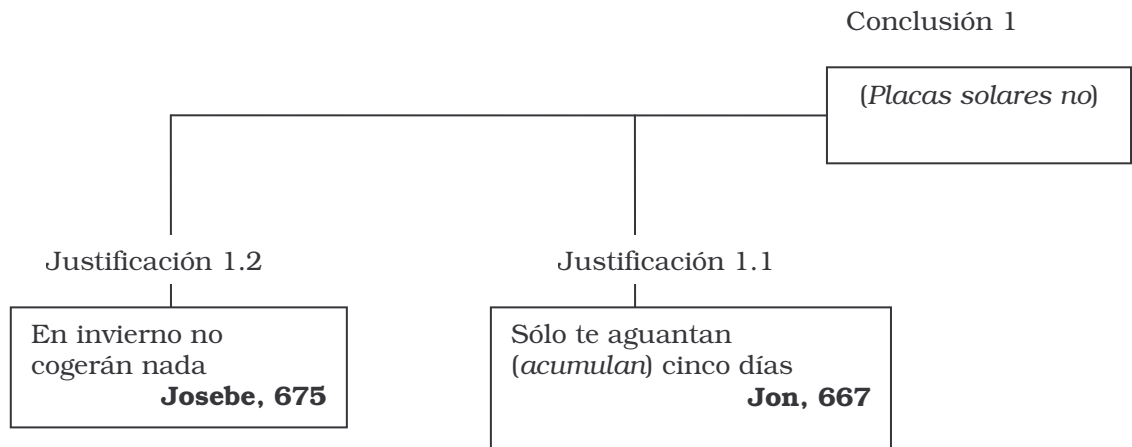 Conclusión 1
(Placas solares no)
Justificación 1.2
En invierno no
cogerán nada
Josebe, 675
Justificación 1.1
Sólo te aguantan
(acumulan) cinco días
Jon, 667